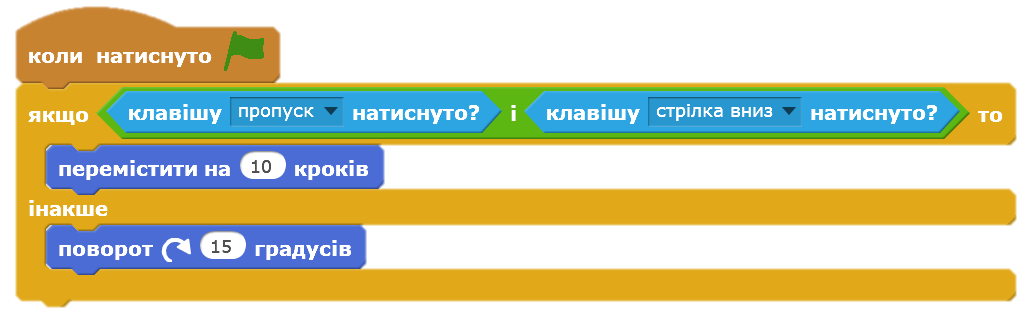 коли натиснуто
якщо клавішу пропуск натиснуто? і клавішу стрілка вниз натиснуто? то
перемістити на 10 кроків
інакше
поворот 15 градусів